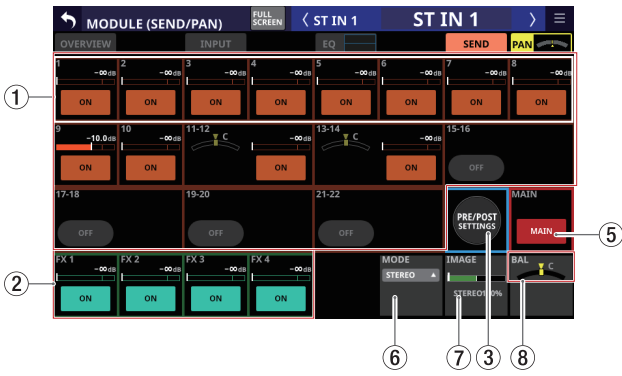 MODULE (SEND/PAN) FULL SCREEN ST IN 1 ST IN 1
OVERVIEW INPUT EQ SEND PAN
1 2 3 4 5 6 7 8
-∞dB -∞dB -∞dB -∞dB -∞dB -∞dB -∞dB -∞dB
ON ON ON ON ON ON ON ON
①
9 10 11-12 13-14 15-16
-10.0dB -∞dB C -∞dB C -∞dB
ON ON ON ON OFF
17-18 19-20 21-22 MAIN
PRE/POST
SETTINGS
OFF OFF OFF MAIN ⑤
FX 1 FX 2 FX 3 FX 4 MODE IMAGE BAL
-∞dB -∞dB -∞dB -∞dB STEREO C
② ON ON ON ON STEREO100%
⑥ ⑦ ③ ⑧